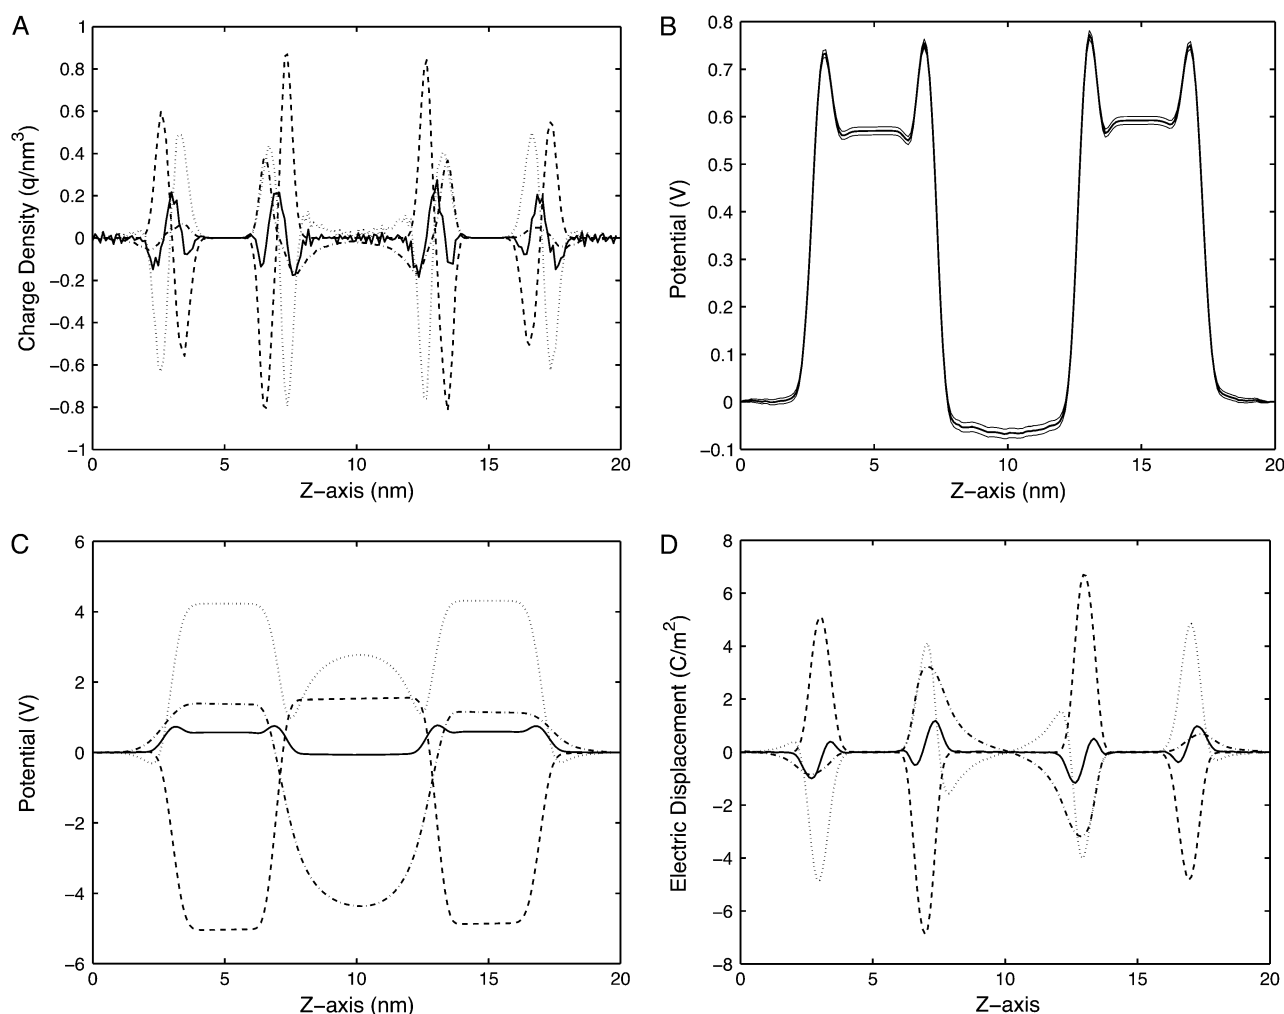 A
Charge Density (q/nm³)
1
0.8
0.6
0.4
0.2
0
−0.2
−0.4
−0.6
−0.8
−1
0 5 10 15 20
Z−axis (nm)
B
Potential (V)
0.8
0.7
0.6
0.5
0.4
0.3
0.2
0.1
0
−0.1
0 5 10 15 20
Z−axis (nm)
C
Potential (V)
6
4
2
0
−2
−4
−6
0 5 10 15 20
Z−axis (nm)
D
Electric Displacement (C/m²)
8
6
4
2
0
−2
−4
−6
−8
0 5 10 15 20
Z−axis